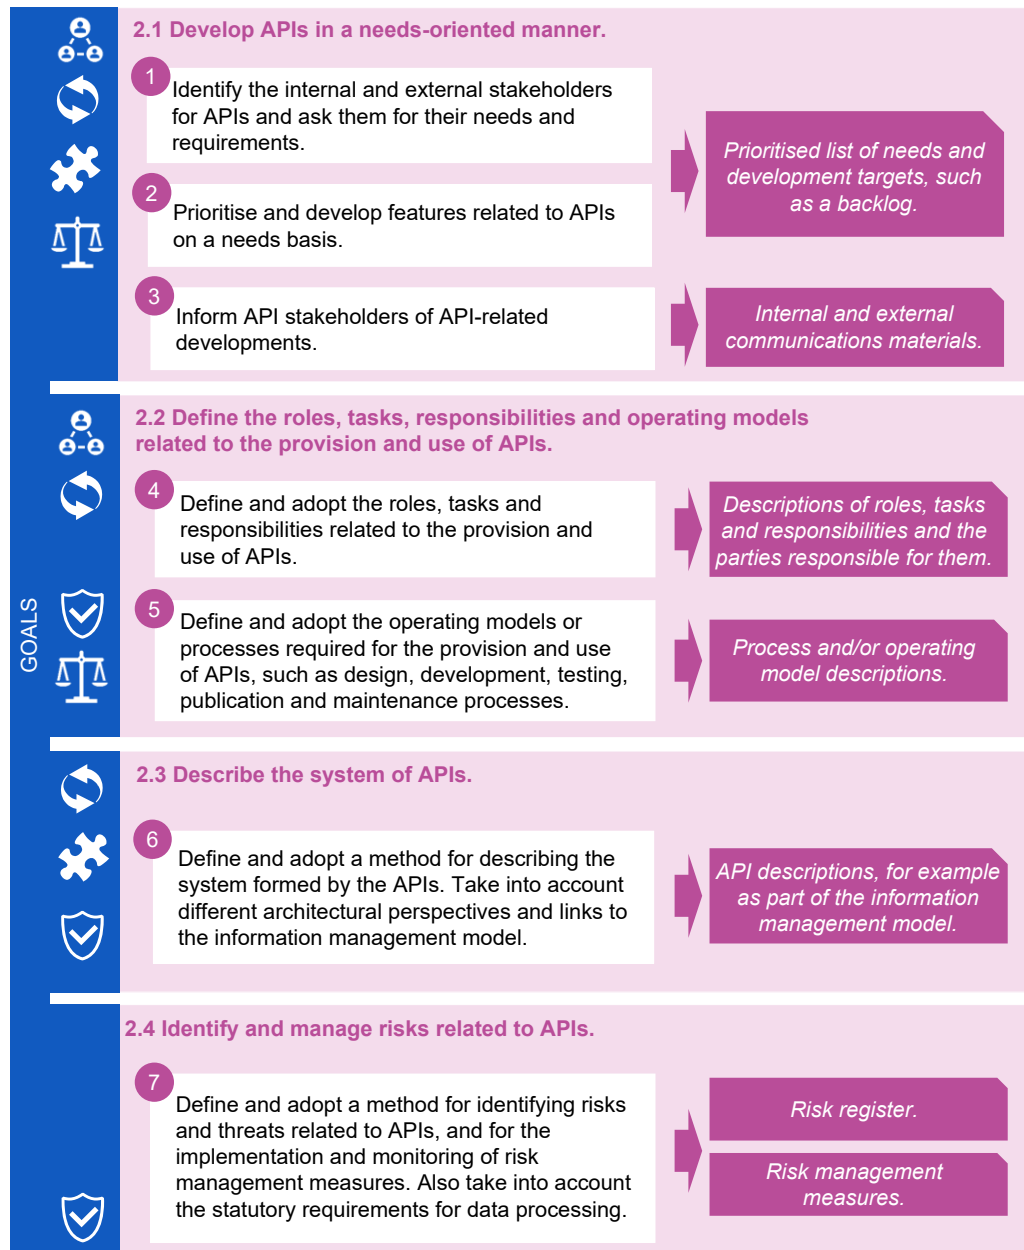 GOALS
2.1 Develop APIs in a needs-oriented manner.
1
Identify the internal and external stakeholders
for APIs and ask them for their needs and
requirements.
2
Prioritise and develop features related to APIs
on a needs basis.
Prioritised list of needs and
development targets, such
as a backlog.
3
Inform API stakeholders of API-related
developments.
Internal and external
communications materials.
2.2 Define the roles, tasks, responsibilities and operating models
related to the provision and use of APIs.
4
Define and adopt the roles, tasks and
responsibilities related to the provision and
use of APIs.
Descriptions of roles, tasks
and responsibilities and the
parties responsible for them.
5
Define and adopt the operating models or
processes required for the provision and use
of APIs, such as design, development, testing,
publication and maintenance processes.
Process and/or operating
model descriptions.
2.3 Describe the system of APIs.
6
Define and adopt a method for describing the
system formed by the APIs. Take into account
different architectural perspectives and links to
the information management model.
API descriptions, for example
as part of the information
management model.
2.4 Identify and manage risks related to APIs.
7
Define and adopt a method for identifying risks
and threats related to APIs, and for the
implementation and monitoring of risk
management measures. Also take into account
the statutory requirements for data processing.
Risk register.
Risk management
measures.